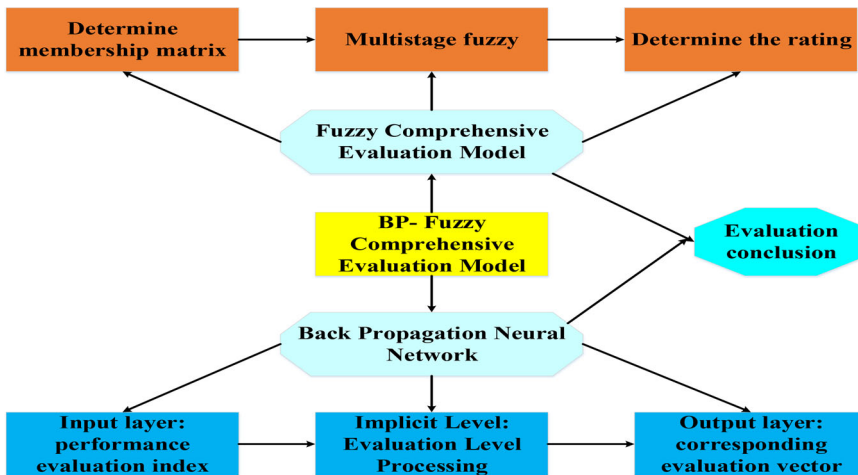 Determine
membership matrix
Multistage fuzzy
Determine the rating
Fuzzy Comprehensive
Evaluation Model
BP- Fuzzy
Comprehensive
Evaluation Model
Evaluation
conclusion
Back Propagation Neural
Network
Input layer:
performance
evaluation index
Implicit Level:
Evaluation Level
Processing
Output layer:
corresponding
evaluation vector